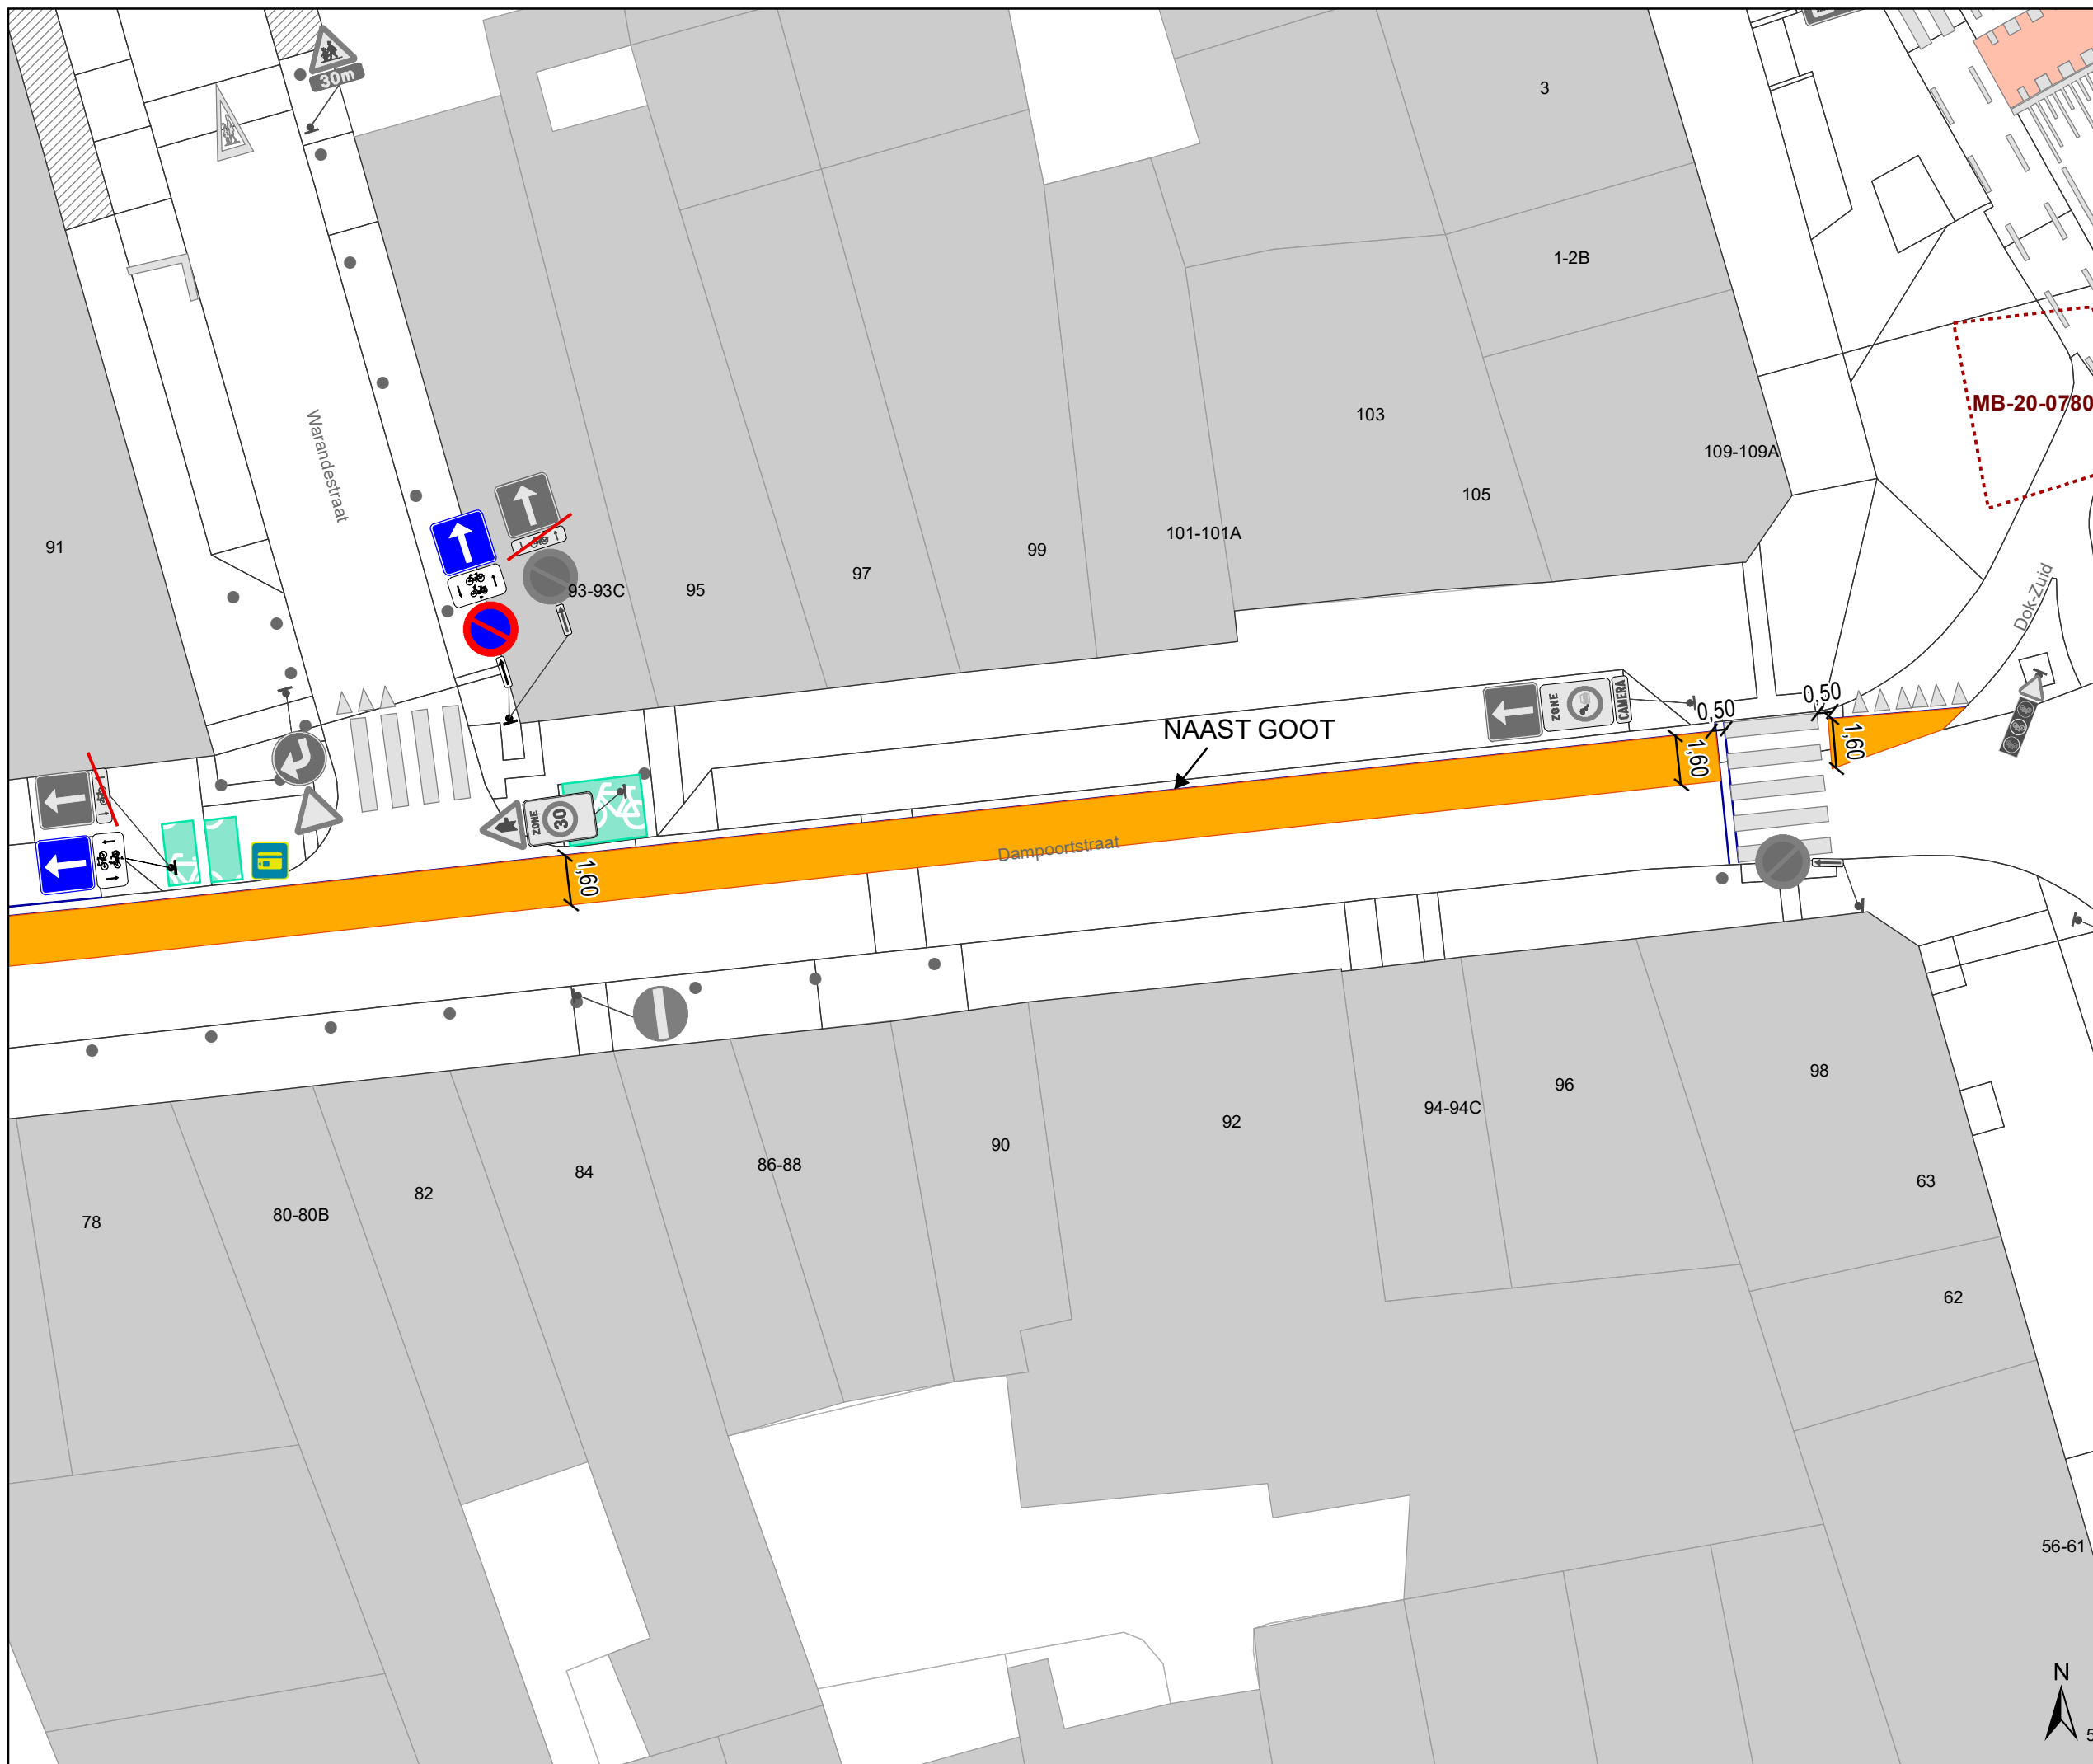 30m
3
1-2B
MB-20-0780
Warandestraat
103
109-109A
105
91
101-101A
99
97
93-93C
95
Dok-Zuid
ZONE
CAMERA
0,50
0,50
NAAST GOOT
1,60
1,60
ZONE
30
Dampoortstraat
1,60
98
96
94-94C
92
90
86-88
84
82
80-80B
78
63
62
56-61
N
5